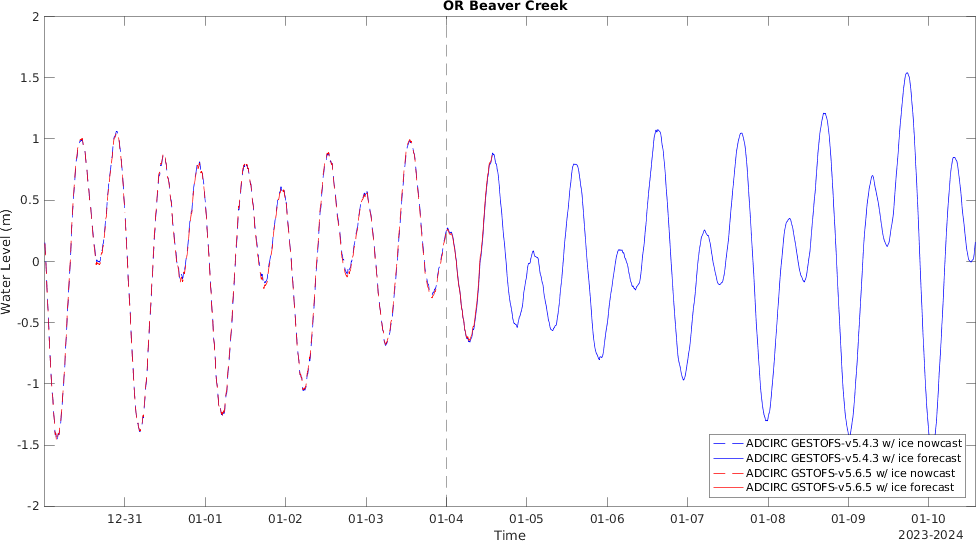 OR Beaver Creek
2
1.5
1
0.5
0
-0.5
-1
-1.5
-2
Water Level (m)
12-31 01-01 01-02 01-03 01-04 01-05 01-06 01-07 01-08 01-09 01-10
Time
2023-2024
ADCIRC GESTOFS-v5.4.3 w/ ice nowcast
ADCIRC GESTOFS-v5.4.3 w/ ice forecast
ADCIRC GSTOFS-v5.6.5 w/ ice nowcast
ADCIRC GSTOFS-v5.6.5 w/ ice forecast